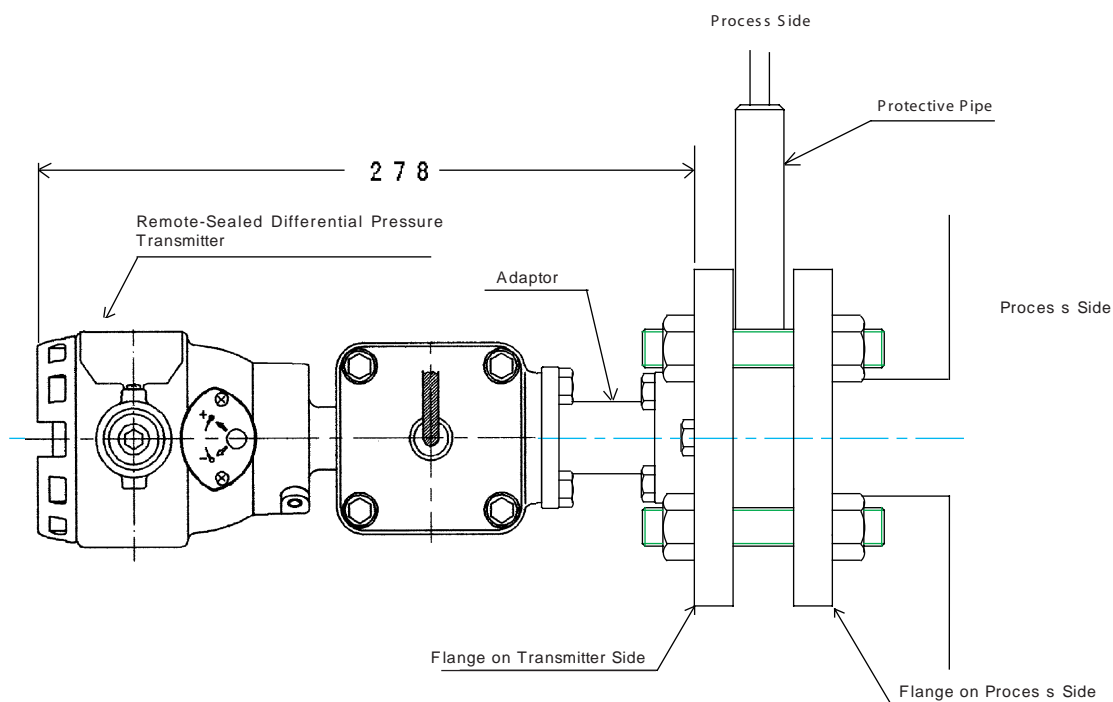 Process Side
Protective Pipe
278
Remote-Sealed Differential Pressure
Transmitter
Adaptor
Proces s Side
+
-
Flange on Transmitter Side
Flange on Proces s Side